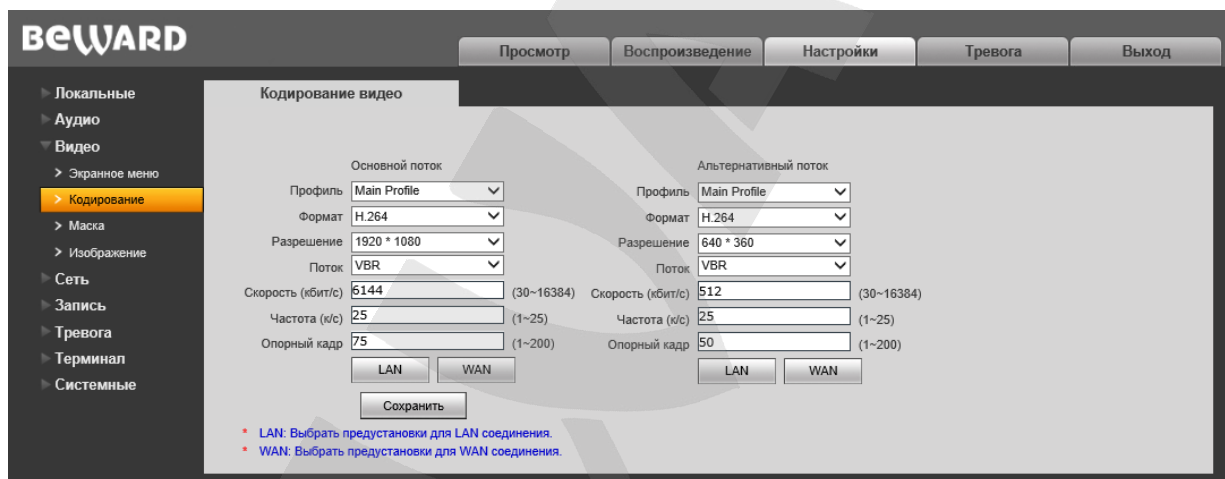 BEWARD
Просмотр Воспроизведение Настройки Тревога Выход
Локальные
Аудио
Видео
> Экранное меню
> Кодирование
> Маска
> Изображение
Сеть
Запись
Тревога
Терминал
Системные
Кодирование видео
Основной поток
Профиль Main Profile
Формат H.264
Разрешение 1920 * 1080
Поток VBR
Скорость (кбит/с) 6144 (30~16384)
Частота (к/с) 25 (1~25)
Опорный кадр 75 (1~200)
LAN WAN
Альтернативный поток
Профиль Main Profile
Формат H.264
Разрешение 640 * 360
Поток VBR
Скорость (кбит/с) 512 (30~16384)
Частота (к/с) 25 (1~25)
Опорный кадр 50 (1~200)
LAN WAN
Сохранить
* LAN: Выбрать предустановки для LAN соединения.
* WAN: Выбрать предустановки для WAN соединения.